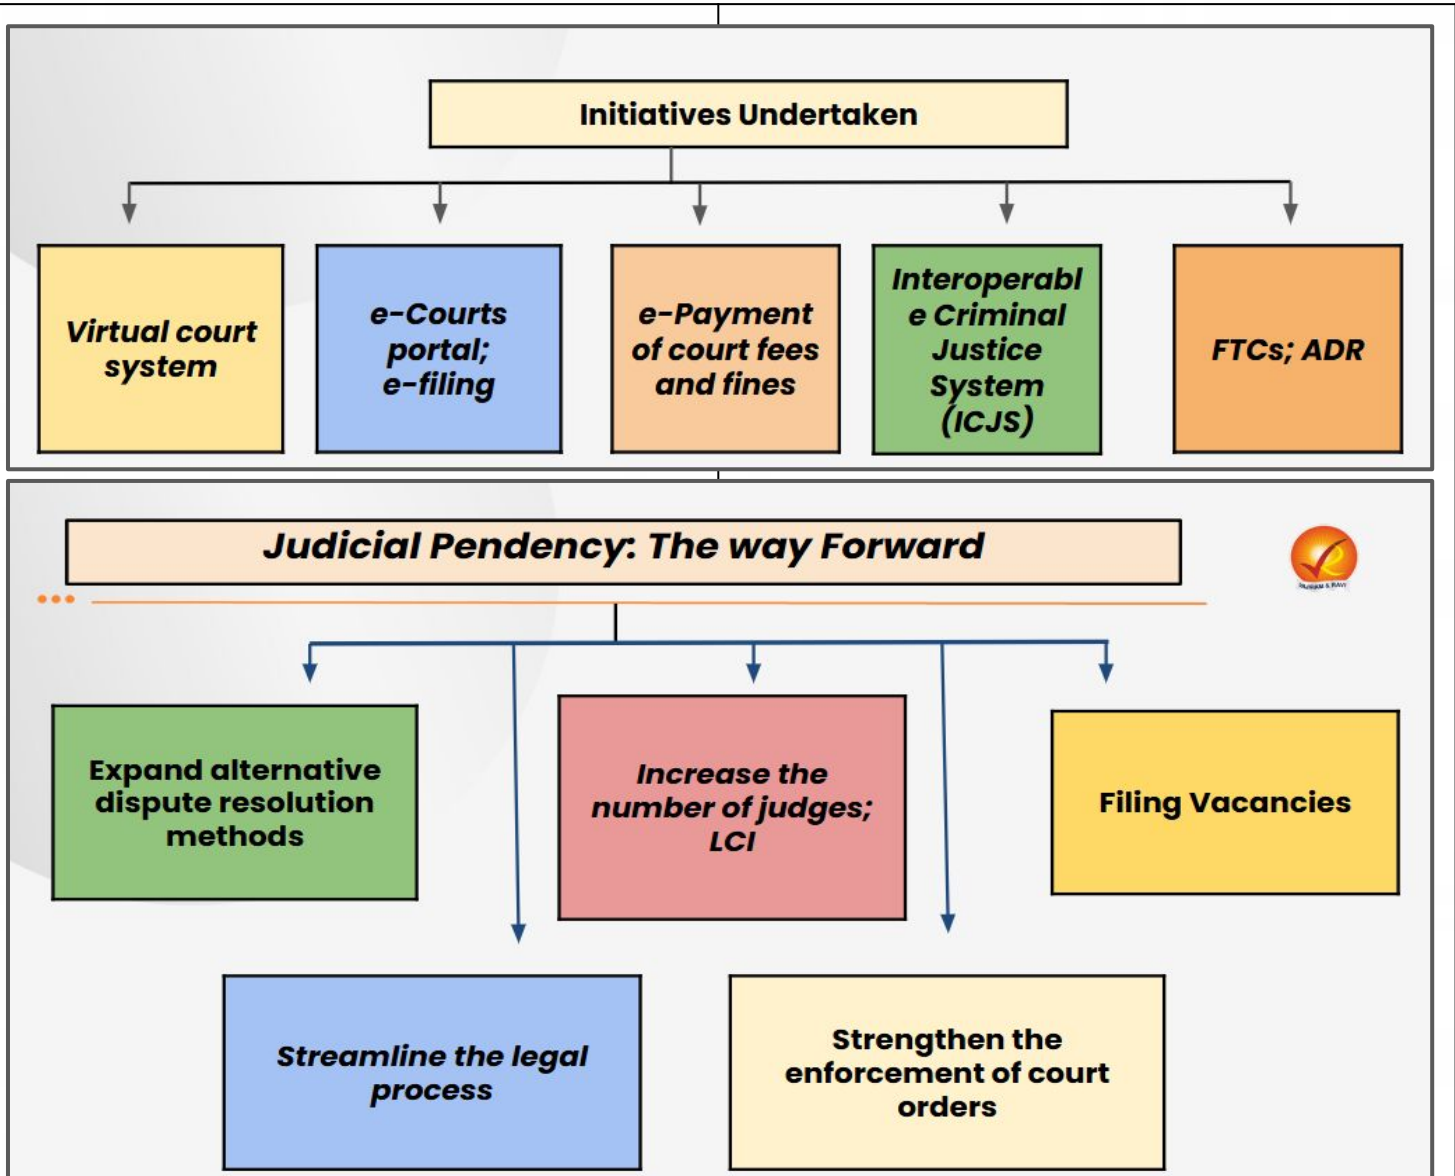 Initiatives Undertaken
Virtual court
system
e-Courts
portal;
e-filing
e-Payment
of court fees
and fines
Interoperabl
e Criminal
Justice
System
(ICJS)
FTCs; ADR
Judicial Pendency: The way Forward
VAJIRAM & RAVI
Expand alternative
dispute resolution
methods
Increase the
number of judges;
LCI
Filing Vacancies
Streamline the legal
process
Strengthen the
enforcement of court
orders